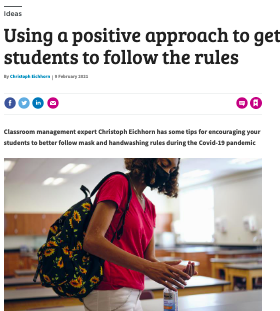 Ideas
Using a positive approach to get
students to follow the rules
By Christoph Eichhorn | 9 February 2021
Classroom management expert Christoph Eichhorn has some tips for encouraging your
students to better follow mask and handwashing rules during the Covid-19 pandemic